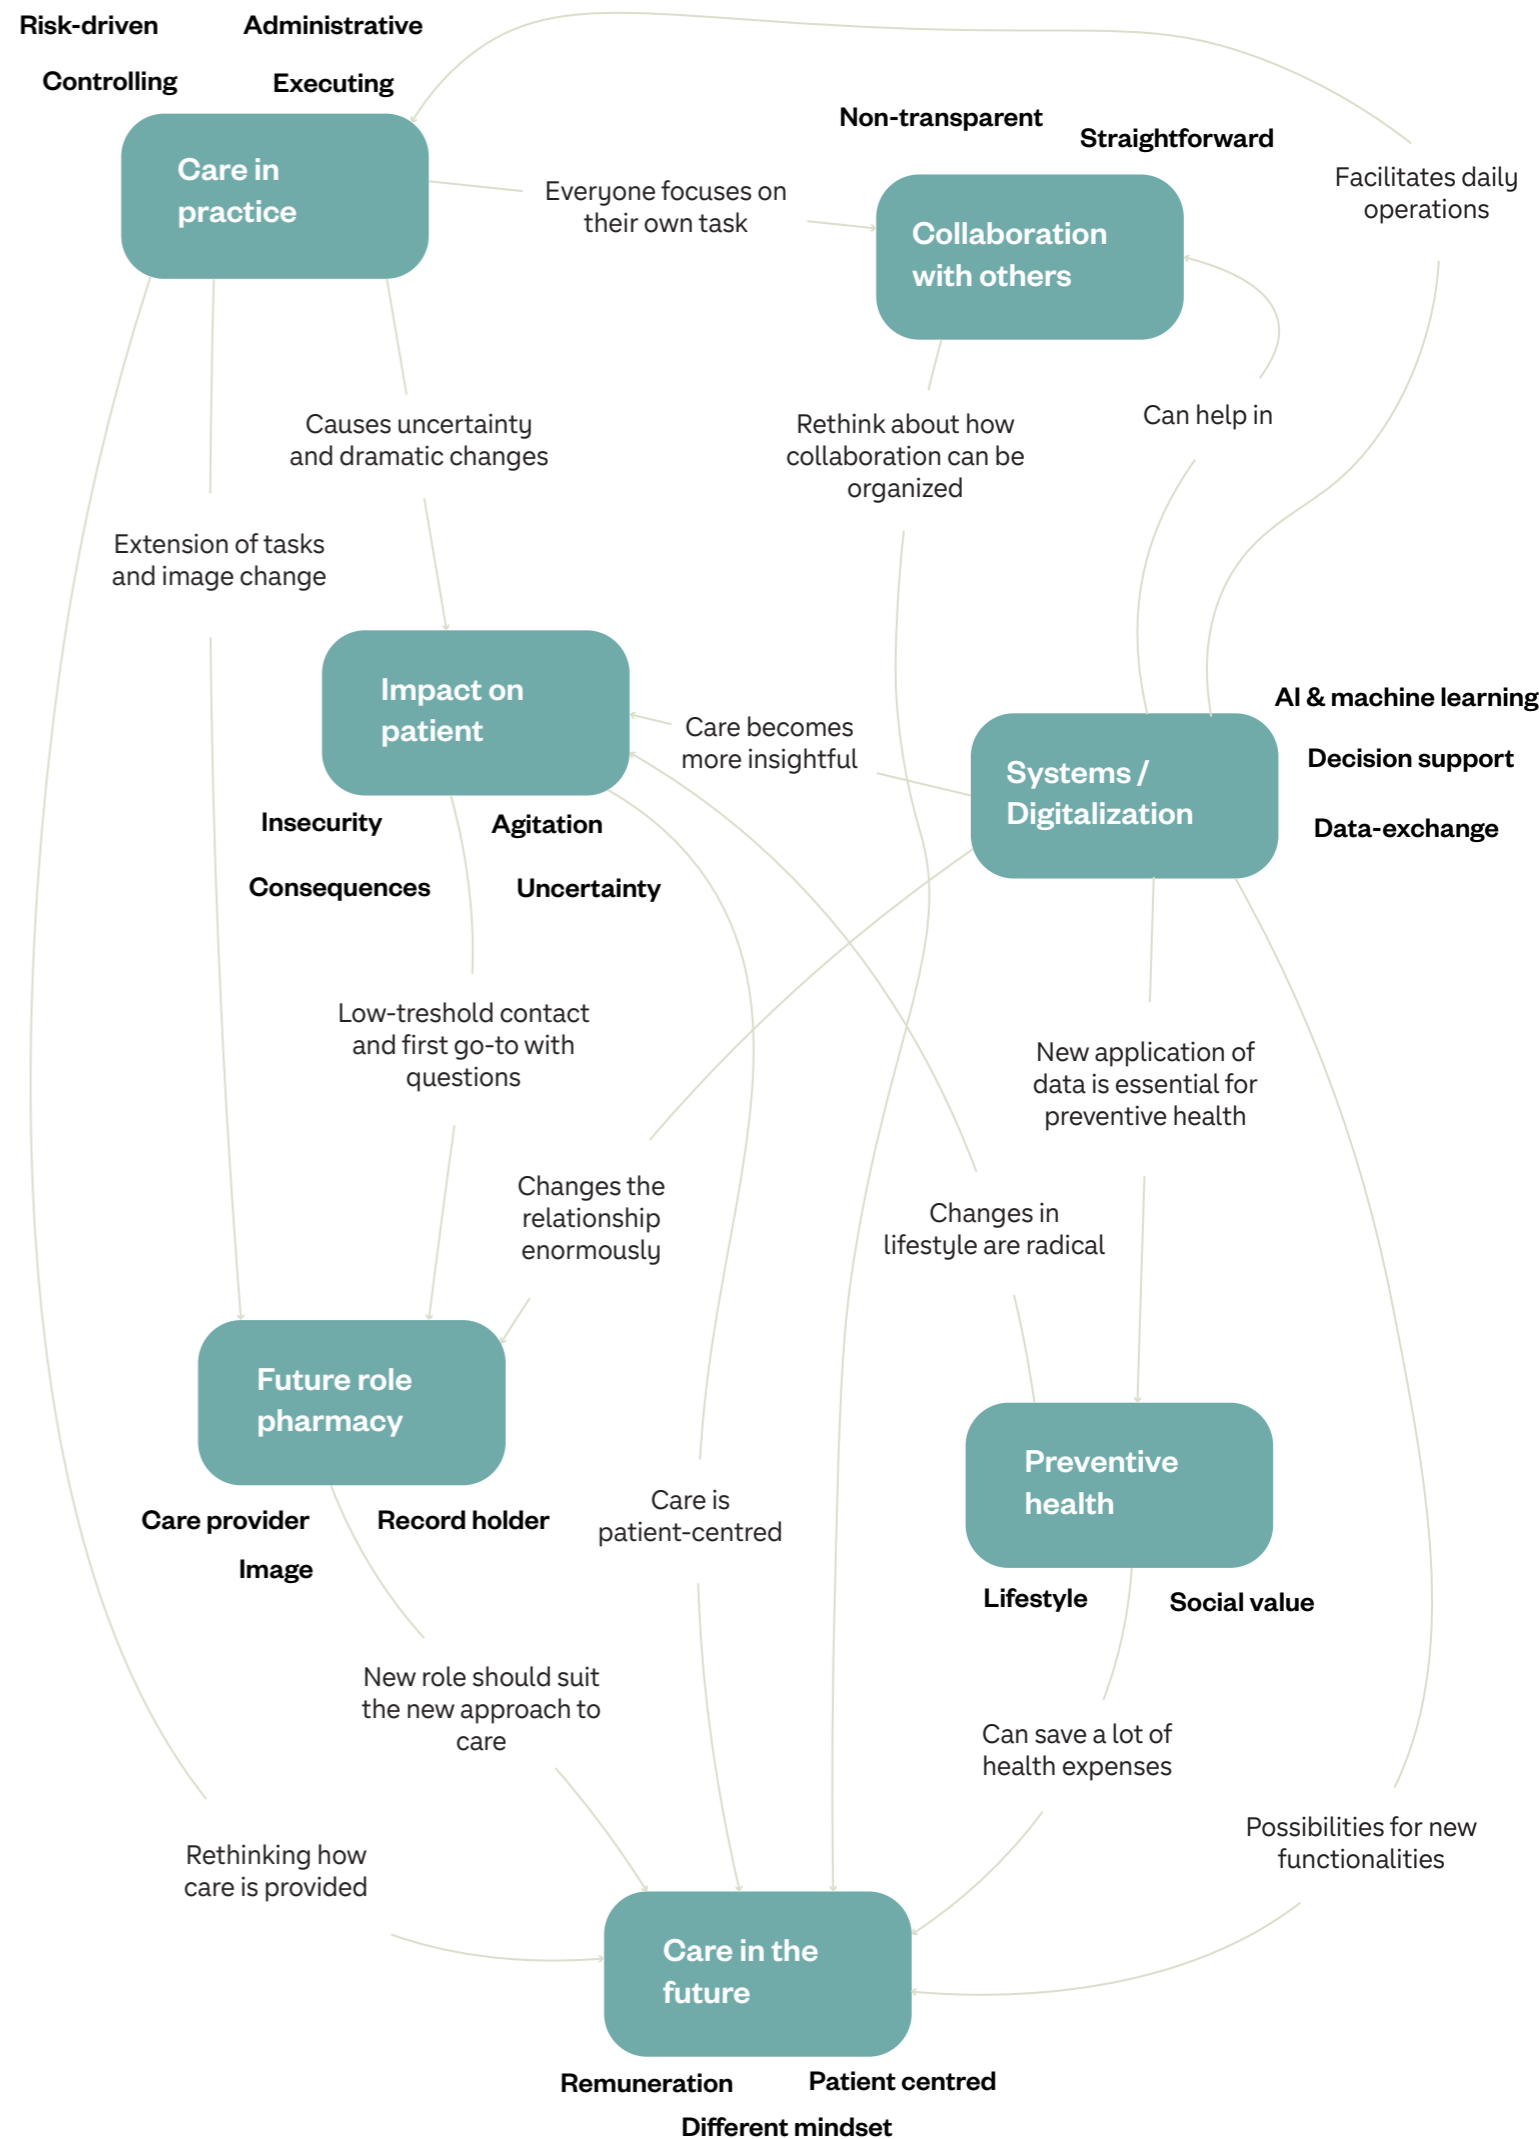 Risk-driven
Administrative
Controlling
Executing
Care in
practice
Everyone focuses on
their own task
Non-transparent
Straightforward
Collaboration
with others
Facilitates daily
operations
Causes uncertainty
and dramatic changes
Rethink about how
collaboration can be
organized
Can help in
Extension of tasks
and image change
Impact on
patient
Care becomes
more insightful
Systems /
Digitalization
AI & machine learning
Decision support
Data-exchange
Insecurity
Agitation
Consequences
Uncertainty
Low-treshold contact
and first go-to with
questions
New application of
data is essential for
preventive health
Changes the
relationship
enormously
Changes in
lifestyle are radical
Future role
pharmacy
Preventive
health
Care provider
Record holder
Image
Care is
patient-centred
Lifestyle
Social value
New role should suit
the new approach to
care
Can save a lot of
health expenses
Possibilities for new
functionalities
Rethinking how
care is provided
Care in the
future
Remuneration
Patient centred
Different mindset